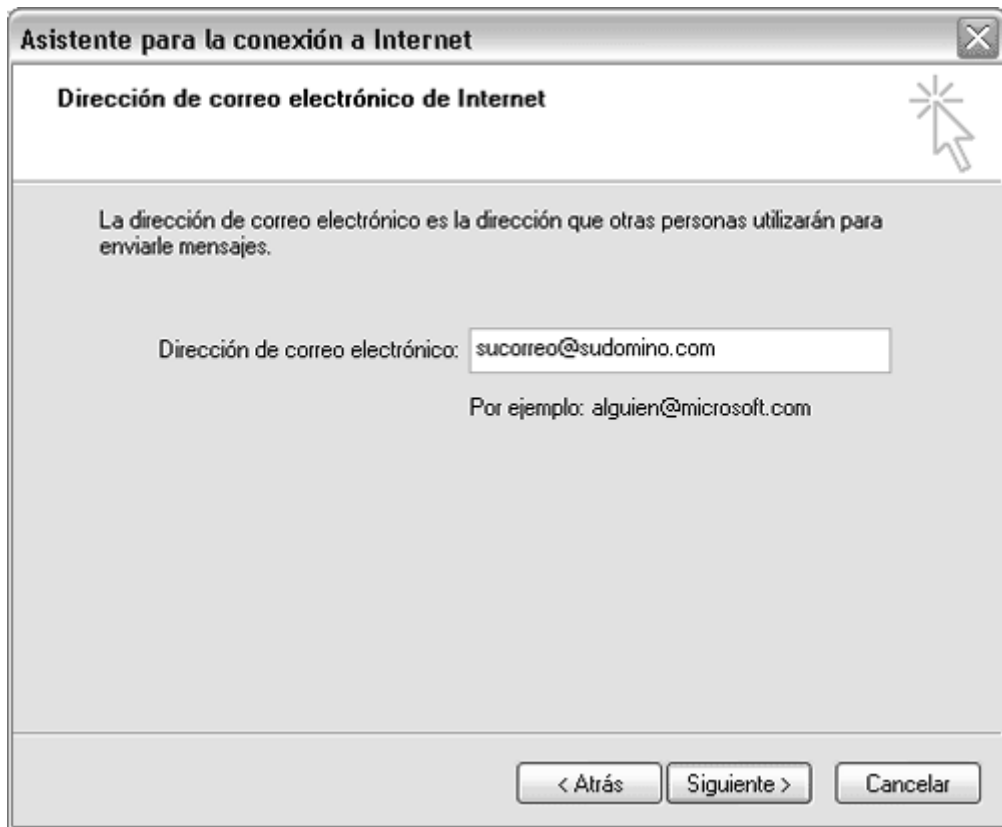 Asistente para la conexión a Internet
Dirección de correo electrónico de Internet
La dirección de correo electrónico es la dirección que otras personas utilizarán para
enviarle mensajes.
Dirección de correo electrónico: sucorreo@sudomino.com
Por ejemplo: alguien@microsoft.com
< Atrás Siguiente > Cancelar